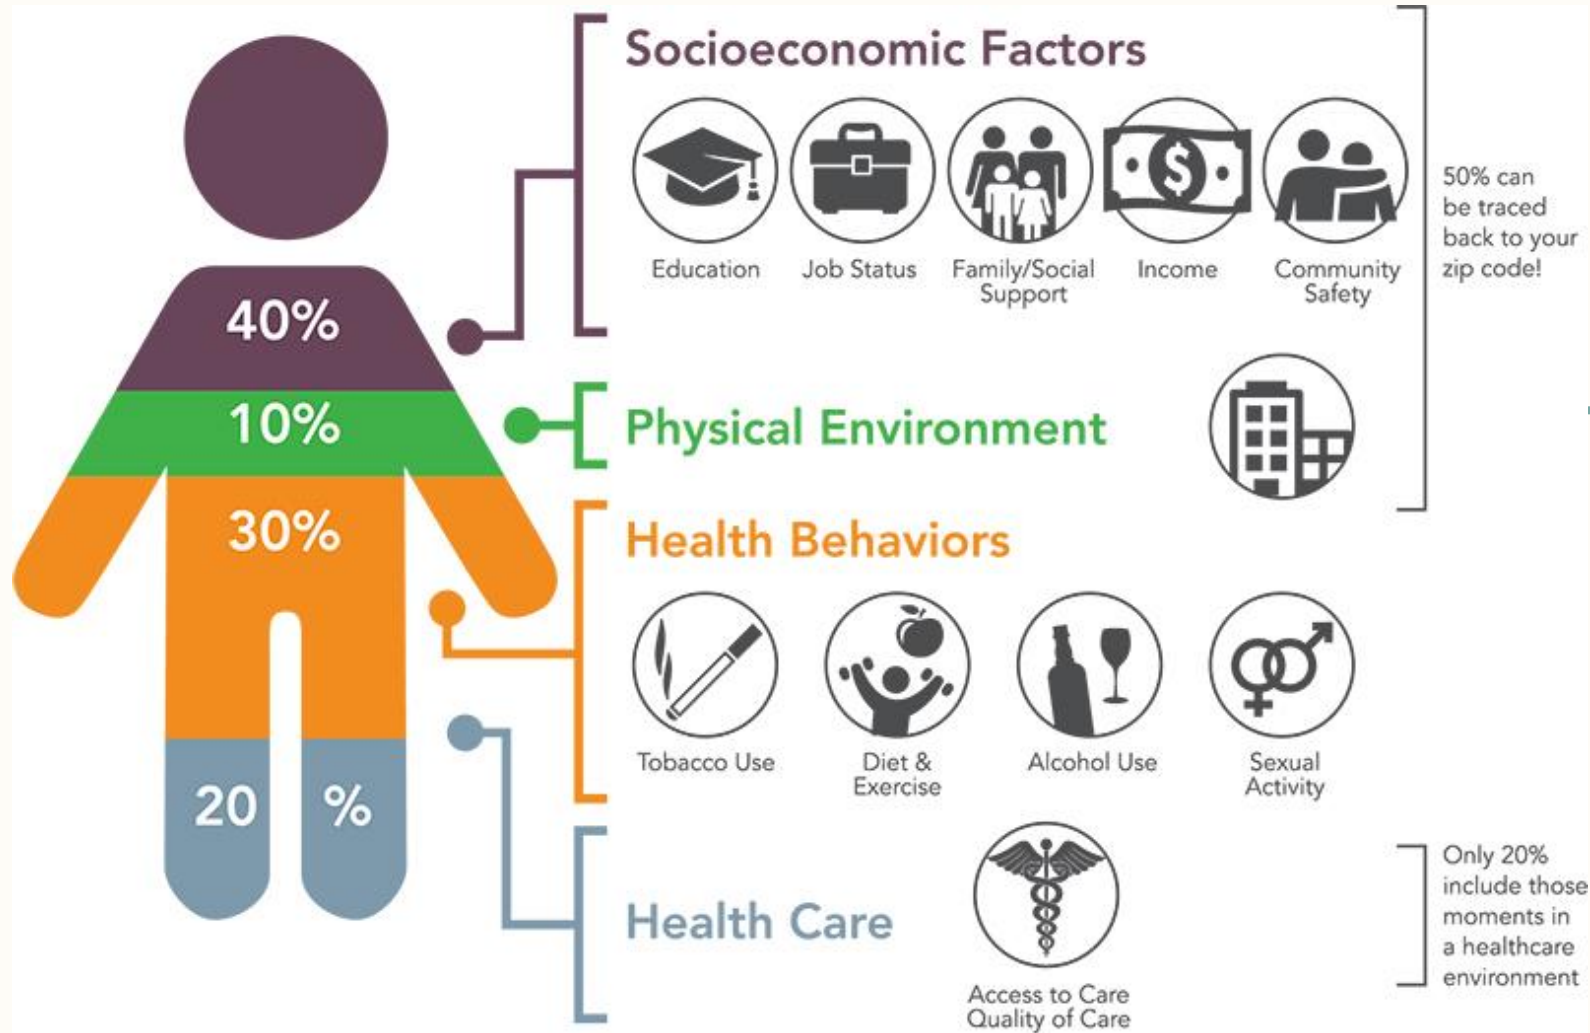 Socioeconomic Factors
Education
Job Status
Family/Social
Support
Income
Community
Safety
50% can
be traced
back to your
zip code!
40%
10%
Physical Environment
30%
Health Behaviors
Tobacco Use
Diet &
Exercise
Alcohol Use
Sexual
Activity
20 %
Health Care
Access to Care
Quality of Care
Only 20%
include those
moments in
a healthcare
environment
$